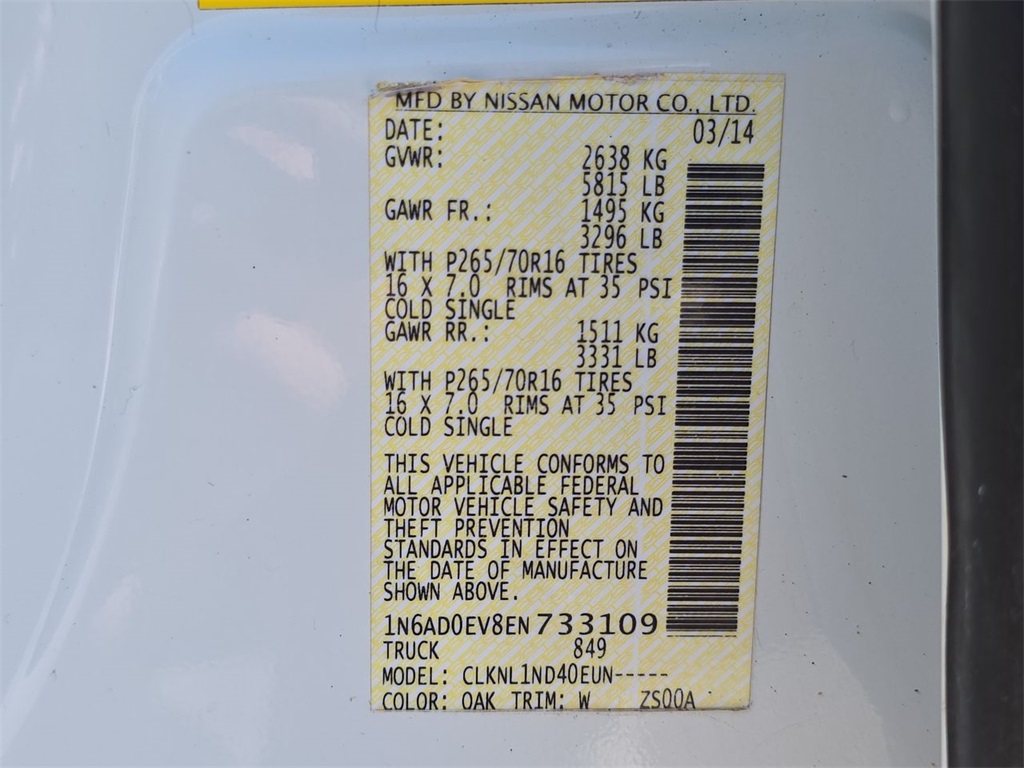 MFD BY NISSAN MOTOR CO., LTD.
DATE: 03/14
GVWR: 2638 KG
5815 LB
GAWR FR.: 1495 KG
3296 LB
WITH P265/70R16 TIRES
16 X 7.0 RIMS AT 35 PSI
COLD SINGLE
GAWR RR.: 1511 KG
3331 LB
WITH P265/70R16 TIRES
16 X 7.0 RIMS AT 35 PSI
COLD SINGLE
THIS VEHICLE CONFORMS TO
ALL APPLICABLE FEDERAL
MOTOR VEHICLE SAFETY AND
THEFT PREVENTION
STANDARDS IN EFFECT ON
THE DATE OF MANUFACTURE
SHOWN ABOVE.
1N6AD0EV8EN733109
TRUCK 849
MODEL: CLKNL1ND40EUN-----
COLOR: QAK TRIM: W ZS00A